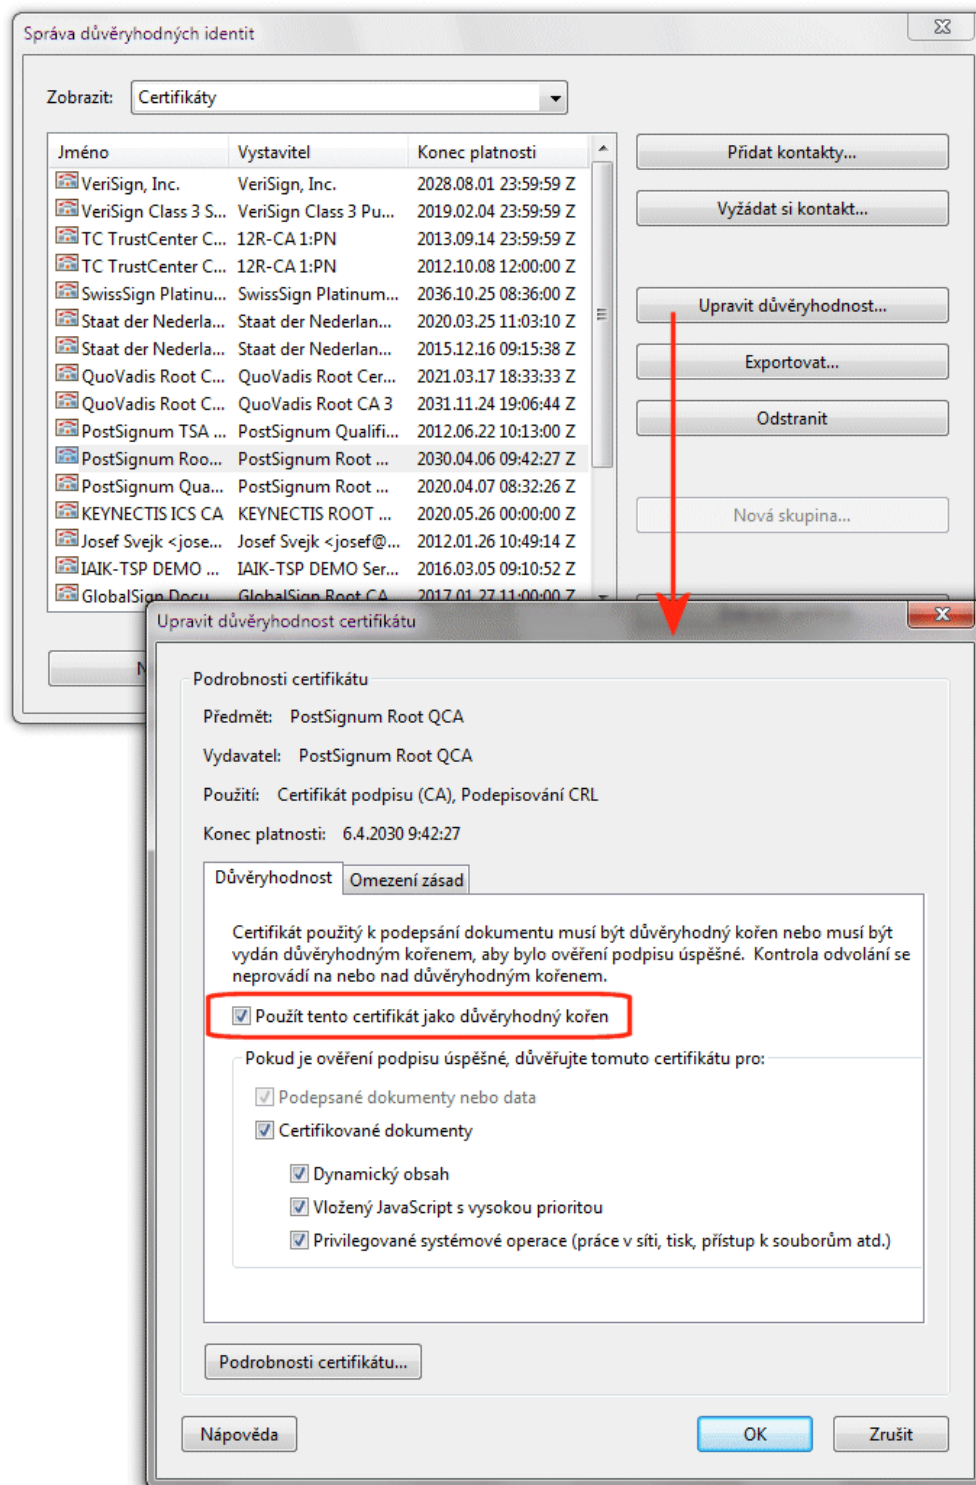 Správa důvěryhodných identit
Zobrazit: Certifikáty
Jméno Vystavitel Konec platnosti
VeriSign, Inc. VeriSign, Inc. 2028.08.01 23:59:59 Z
VeriSign Class 3 S... VeriSign Class 3 Pu... 2019.02.04 23:59:59 Z
TC TrustCenter C... 12R-CA 1:PN 2013.09.14 23:59:59 Z
TC TrustCenter C... 12R-CA 1:PN 2012.10.08 12:00:00 Z
SwissSign Platinu... SwissSign Platinum... 2036.10.25 08:36:00 Z
Staat der Nederla... Staat der Nederlan... 2020.03.25 11:03:10 Z
Staat der Nederla... Staat der Nederlan... 2015.12.16 09:15:38 Z
QuoVadis Root C... QuoVadis Root Cer... 2021.03.17 18:33:33 Z
QuoVadis Root C... QuoVadis Root CA 3 2031.11.24 19:06:44 Z
PostSignum TSA ... PostSignum Qualifi... 2012.06.22 10:13:00 Z
PostSignum Roo... PostSignum Root ... 2030.04.06 09:42:27 Z
PostSignum Qua... PostSignum Root ... 2020.04.07 08:32:26 Z
KEYNECTIS ICS CA KEYNECTIS ROOT ... 2020.05.26 00:00:00 Z
Josef Svejk <jose... Josef Svejk <josef@... 2012.01.26 10:49:14 Z
IAIK-TSP DEMO ... IAIK-TSP DEMO Ser... 2016.03.05 09:10:52 Z
GlobalSign Docu... GlobalSign Root CA 2017.01.27 11:00:00 Z
Přidat kontakty...
Vyžádat si kontakt...
Upravit důvěryhodnost...
Exportovat...
Odstranit
Nová skupina...
Upravit důvěryhodnost certifikátu
Podrobnosti certifikátu
Předmět: PostSignum Root QCA
Vydavatel: PostSignum Root QCA
Použití: Certifikát podpisu (CA), Podepisování CRL
Konec platnosti: 6.4.2030 9:42:27
Důvěryhodnost Omezení zásad
Certifikát použitý k podepsání dokumentu musí být důvěryhodný kořen nebo musí být
vydán důvěryhodným kořenem, aby bylo ověření podpisu úspěšné. Kontrola odvolání se
neprovádí na nebo nad důvěryhodným kořenem.
Použít tento certifikát jako důvěryhodný kořen
Pokud je ověření podpisu úspěšné, důvěřujte tomuto certifikátu pro:
Podepsané dokumenty nebo data
Certifikované dokumenty
Dynamický obsah
Vložený JavaScript s vysokou prioritou
Privilegované systémové operace (práce v síti, tisk, přístup k souborům atd.)
Podrobnosti certifikátu...
Nápověda OK Zrušit